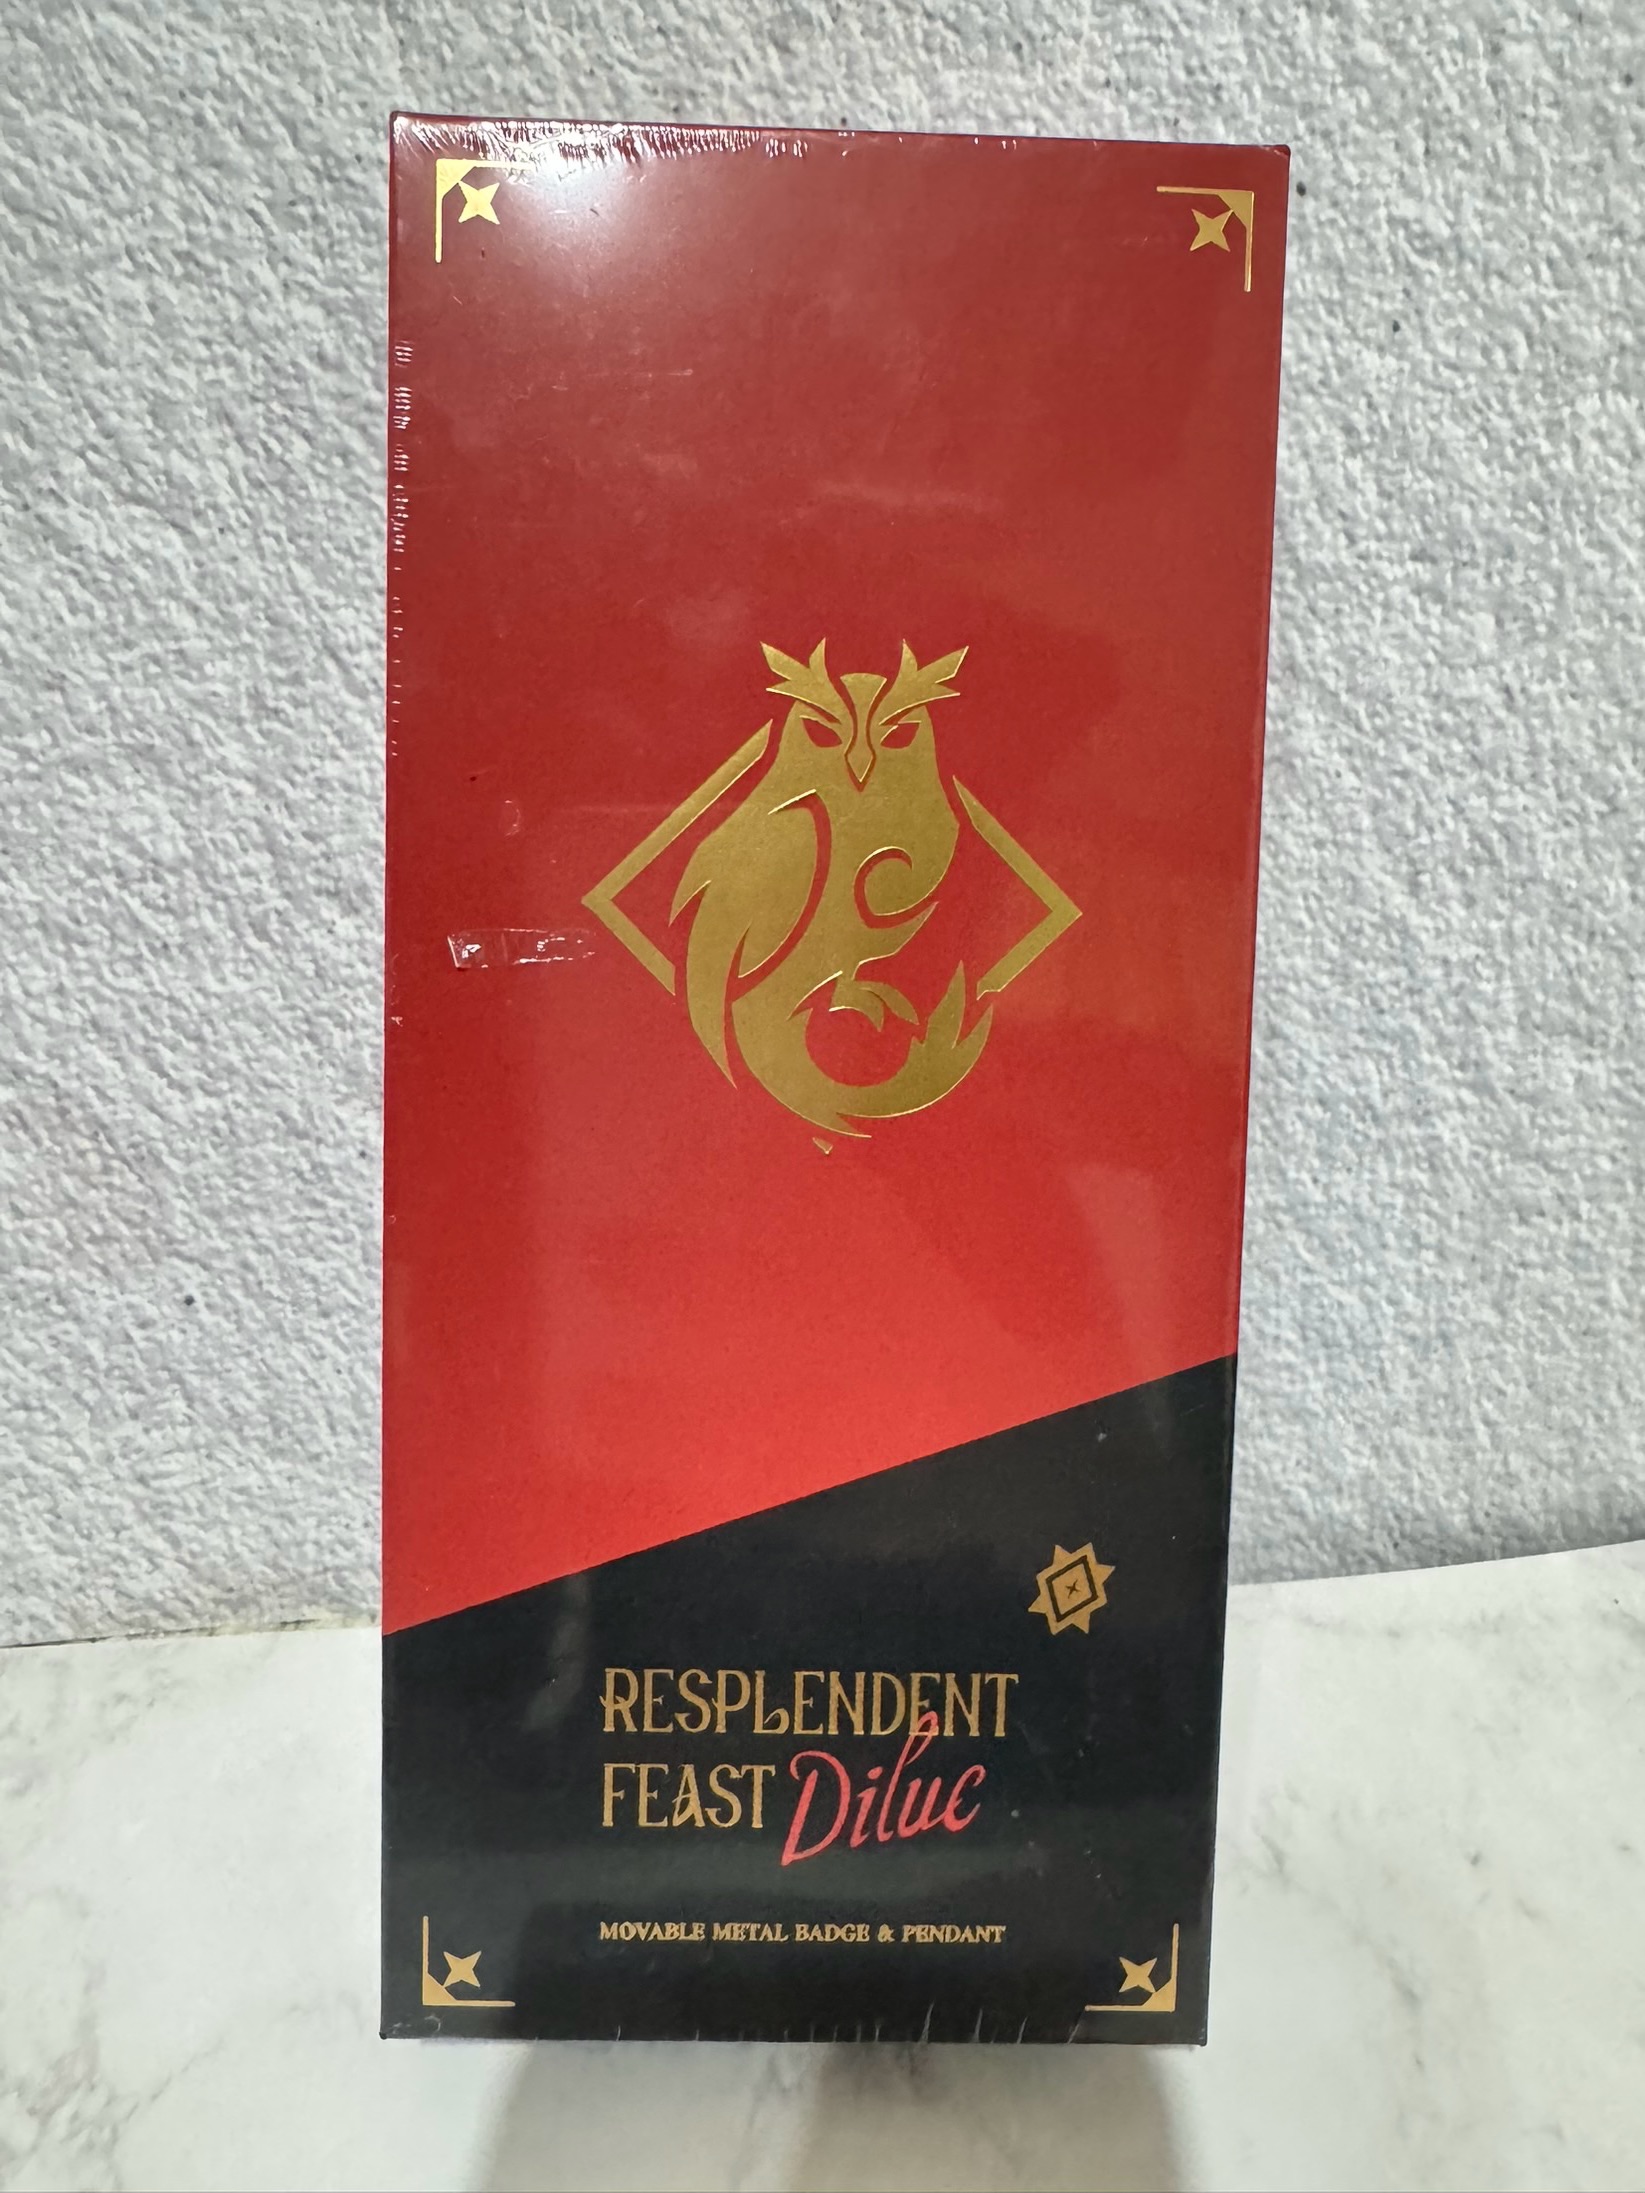 RESPLENDENT
FEAST Diluc
MOVABLE METAL BADGE & PENDANT